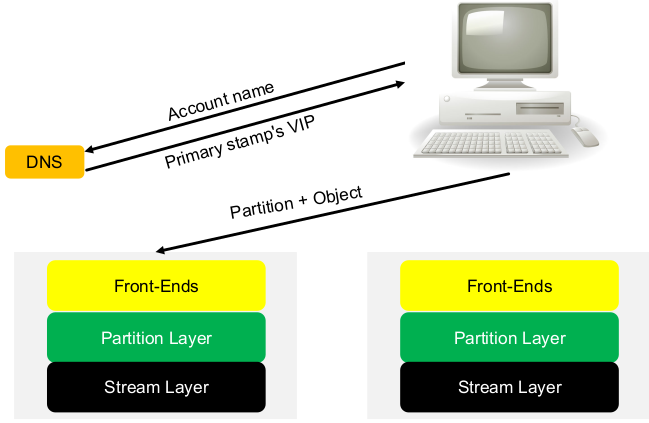 Account name
Primary stamp's VIP
DNS
Partition + Object
Front-Ends
Partition Layer
Stream Layer
Front-Ends
Partition Layer
Stream Layer